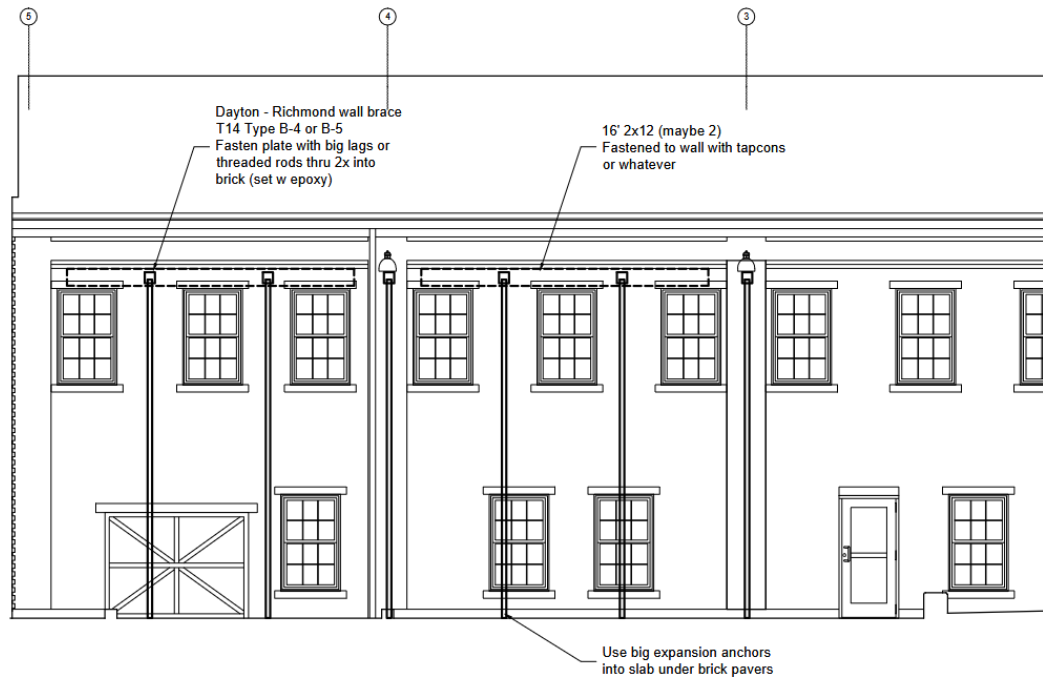 5
4
3
Dayton - Richmond wall brace
T14 Type B-4 or B-5
Fasten plate with big lags or
threaded rods thru 2x into
brick (set w epoxy)
16' 2x12 (maybe 2)
Fastened to wall with tapcons
or whatever
Use big expansion anchors
into slab under brick pavers